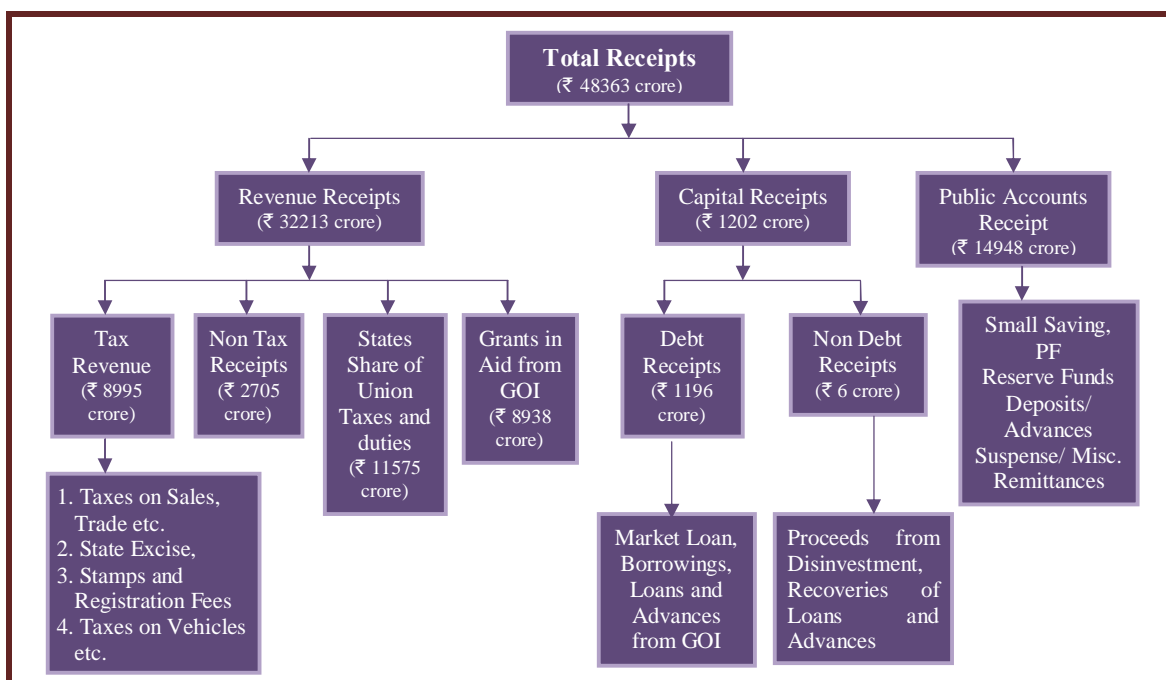 Total Receipts
(₹ 48363 crore)
Revenue Receipts
(₹ 32213 crore)
Capital Receipts
(₹ 1202 crore)
Public Accounts
Receipt
(₹ 14948 crore)
Tax
Revenue
(₹ 8995
crore)
Non Tax
Receipts
(₹ 2705
crore)
States
Share of
Union
Taxes and
duties
(₹ 11575
crore)
Grants in
Aid from
GOI
(₹ 8938
crore)
Debt
Receipts
(₹ 1196
crore)
Non Debt
Receipts
(₹ 6 crore)
Small Saving,
PF
Reserve Funds
Deposits/
Advances
Suspense/ Misc.
Remittances
1. Taxes on Sales,
Trade etc.
2. State Excise,
3. Stamps and
Registration Fees
4. Taxes on Vehicles
etc.
Market Loan,
Borrowings,
Loans and
Advances
from GOI
Proceeds from
Disinvestment,
Recoveries of
Loans and
Advances